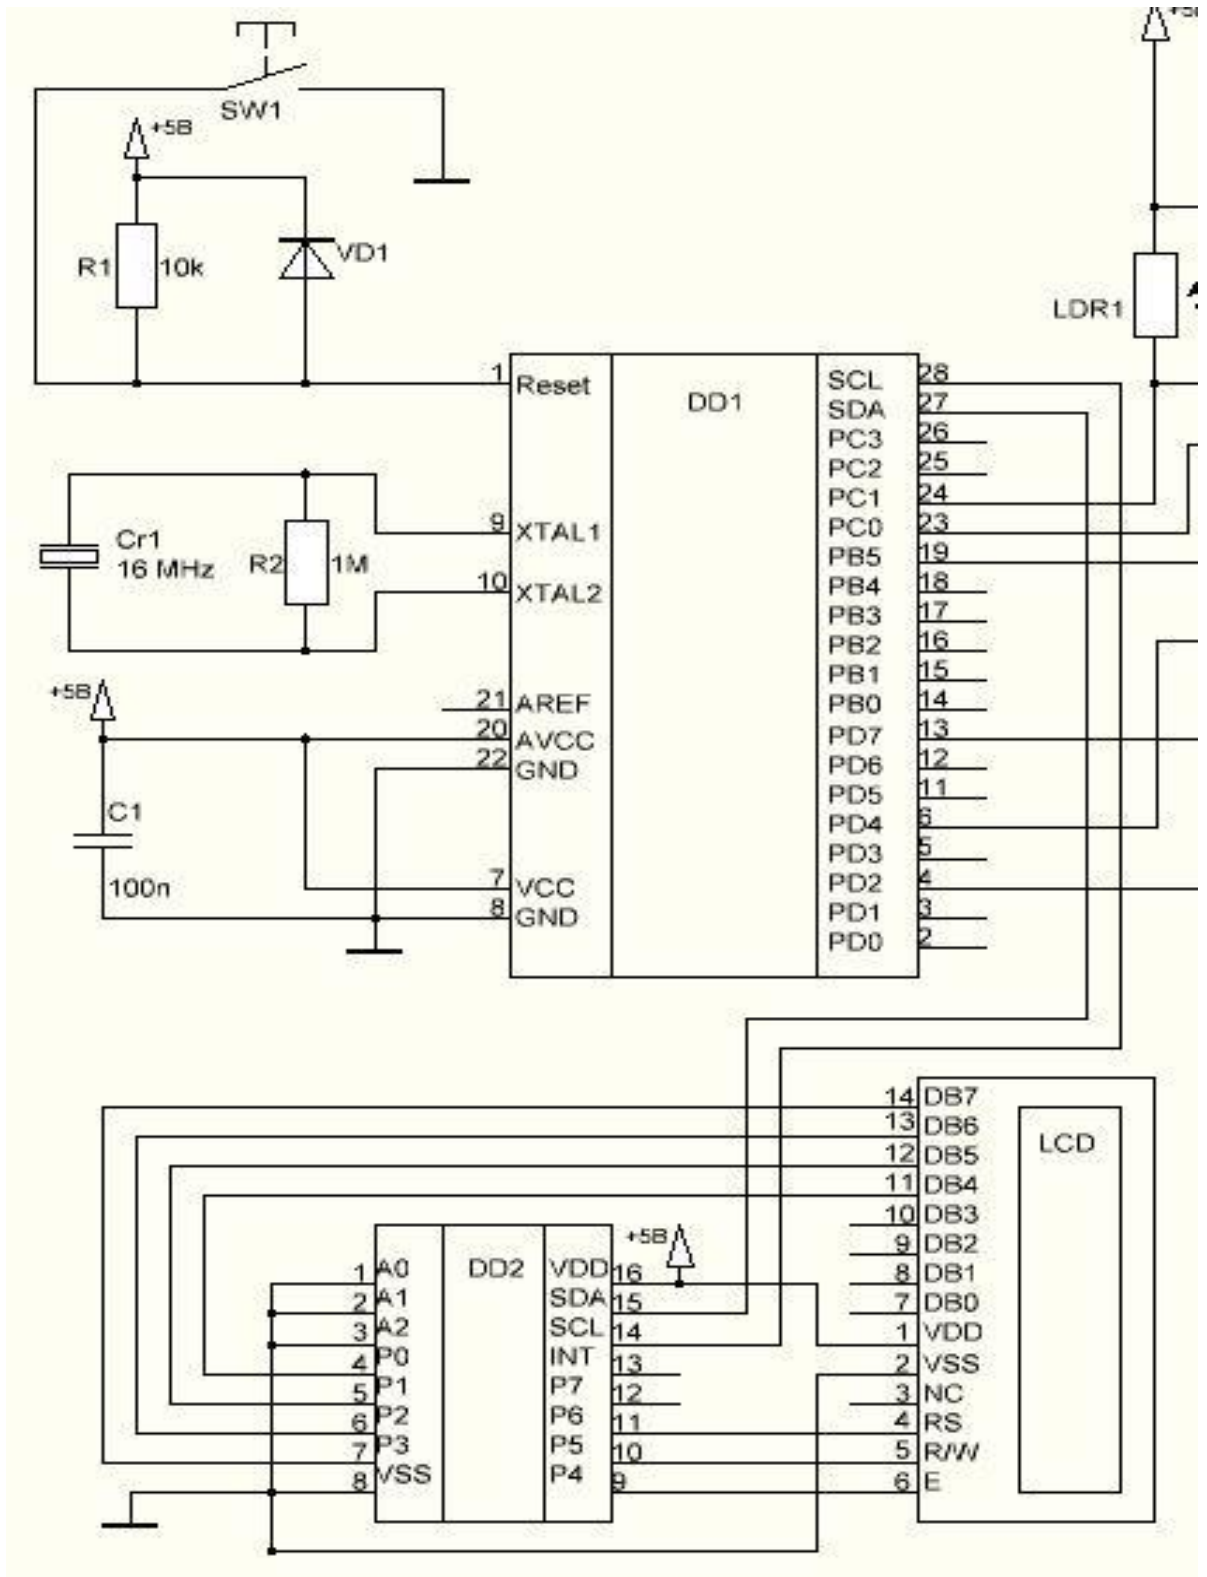 +5
SW1
+5В
R1
10k
VD1
LDR1
1
Reset
DD1
SCL
28
SDA
27
PC3
26
PC2
25
PC1
24
PC0
23
PB5
19
PB4
18
PB3
17
PB2
16
PB1
15
PB0
14
PD7
13
PD6
12
PD5
11
PD4
6
PD3
5
PD2
4
PD1
3
PD0
2
Cr1
16 MHz
R2
1M
9
XTAL1
10
XTAL2
+5В
21
AREF
20
AVCC
22
GND
C1
100n
7
VCC
8
GND
14
DB7
13
DB6
12
DB5
11
DB4
10
DB3
9
DB2
8
DB1
7
DB0
1
VDD
2
VSS
3
NC
4
RS
5
R/W
6
E
LCD
+5В
DD2
1
A0
2
A1
3
A2
4
P0
5
P1
6
P2
7
P3
8
VSS
VDD
16
SDA
15
SCL
14
INT
13
P7
12
P6
11
P5
10
P4
9